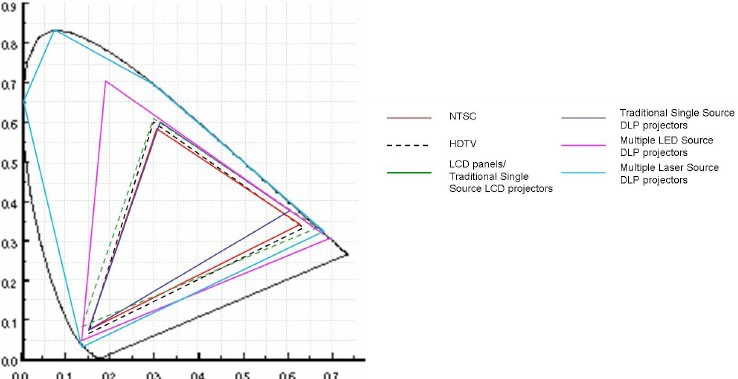 0.9
0.8
0.7
0.6
0.5
0.4
0.3
0.2
0.1
0.0
0.0 0.1 0.2 0.3 0.4 0.5 0.6 0.7
NTSC
HDTV
LCD panels/
Traditional Single
Source LCD projectors
Traditional Single Source
DLP projectors
Multiple LED Source
DLP projectors
Multiple Laser Source
DLP projectors